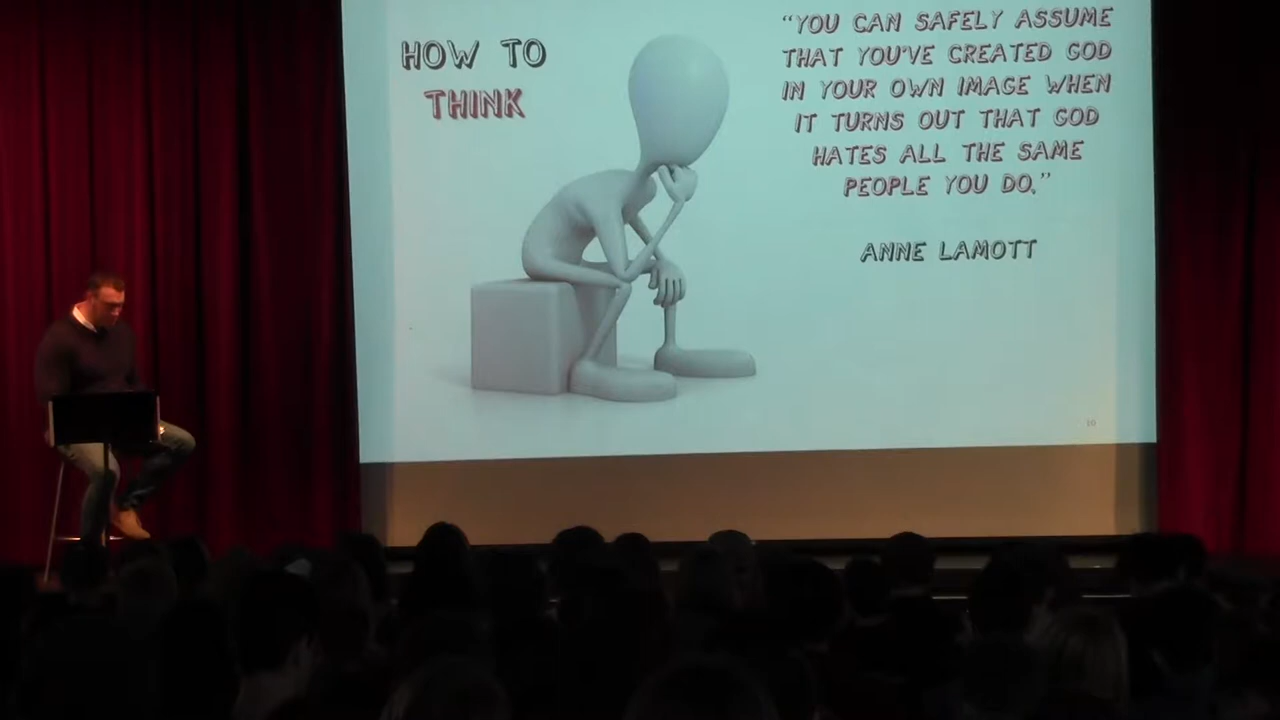 HOW TO
THINK
“YOU CAN SAFELY ASSUME
THAT YOU'VE CREATED GOD
IN YOUR OWN IMAGE WHEN
IT TURNS OUT THAT GOD
HATES ALL THE SAME
PEOPLE YOU DO.”
ANNE LAMOTT
10